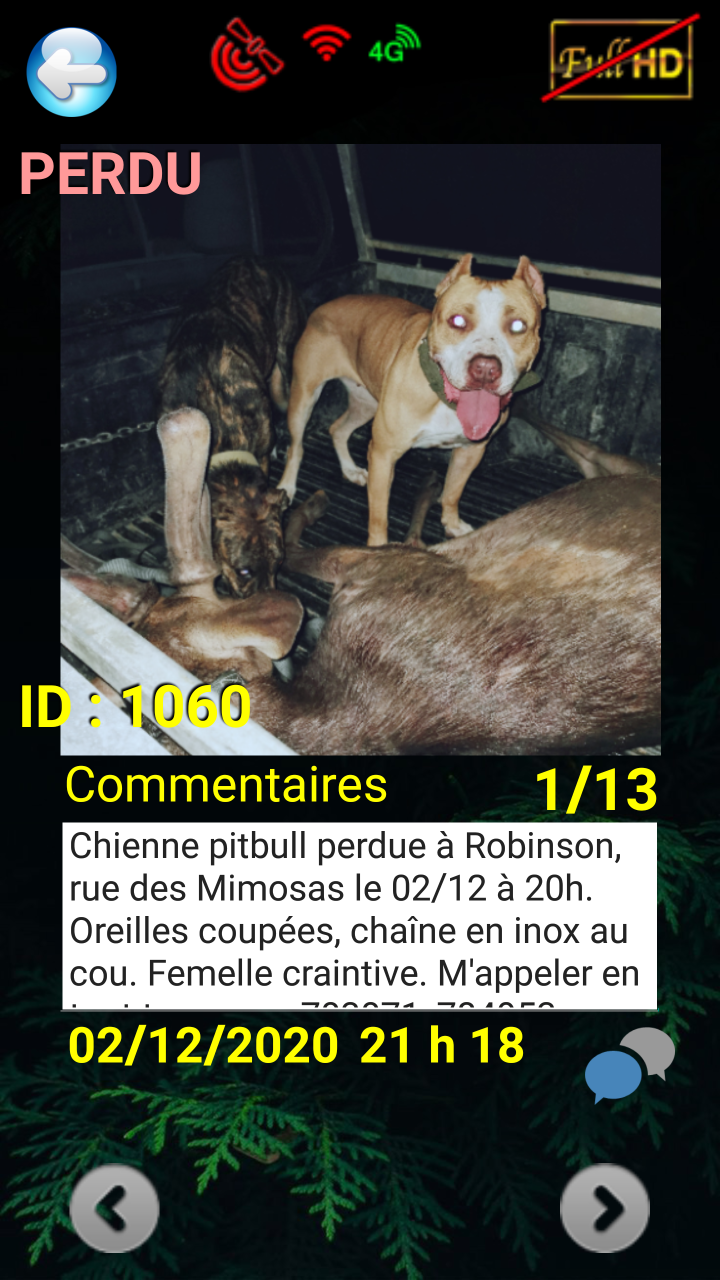 4G
Full HD
PERDU
ID : 1060
Commentaires
1/13
Chienne pitbull perdue à Robinson,
rue des Mimosas le 02/12 à 20h.
Oreilles coupées, chaîne en inox au
cou. Femelle craintive. M'appeler en
02/12/2020 21 h 18